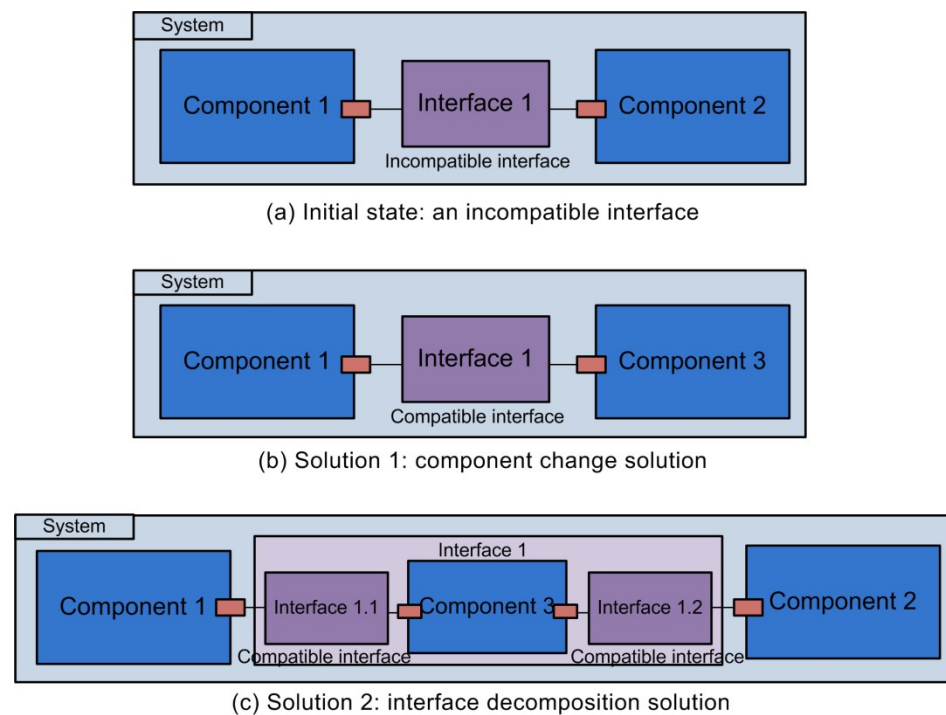 System
Component 1
Interface 1
Component 2
Incompatible interface
(a) Initial state: an incompatible interface
System
Component 1
Interface 1
Component 3
Compatible interface
(b) Solution 1: component change solution
System
Interface 1
Component 1
Interface 1.1
Component 3
Interface 1.2
Component 2
Compatible interface
Compatible interface
(c) Solution 2: interface decomposition solution